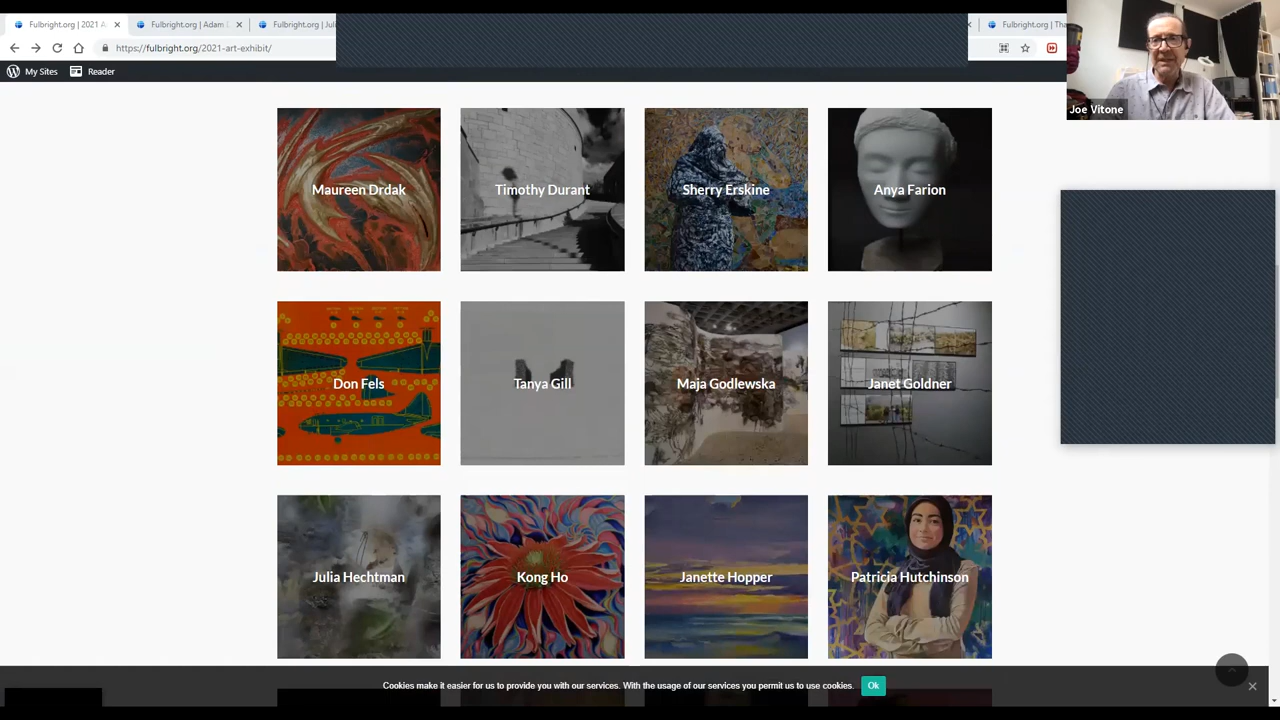 Fulbright.org | 2021 A
Fulbright.org | Adam
Fulbright.org | Juli
Fulbright.org | Tha
https://fulbright.org/2021-art-exhibit/
My Sites
Reader
Joe Vitone
Maureen Drdak
Timothy Durant
Sherry Erskine
Anya Farion
Don Fels
Tanya Gill
Maja Godlewska
Janet Goldner
Julia Hechtman
Kong Ho
Janette Hopper
Patricia Hutchinson
Cookies make it easier for us to provide you with our services. With the usage of our services you permit us to use cookies.
Ok